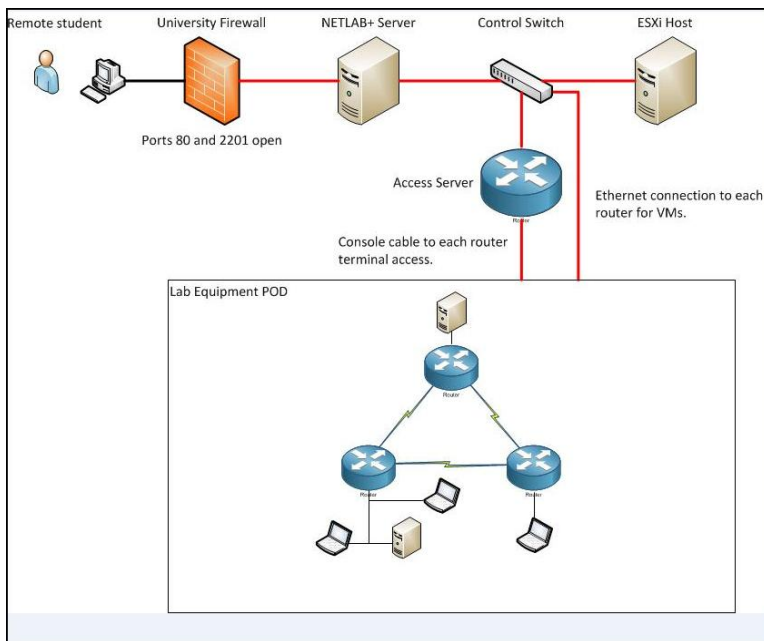 Remote student
University Firewall
NETLAB+ Server
Control Switch
ESXi Host
Ports 80 and 2201 open
Access Server
Router
Ethernet connection to each
router for VMs.
Console cable to each router
terminal access.
Lab Equipment POD
Router
Router
Router